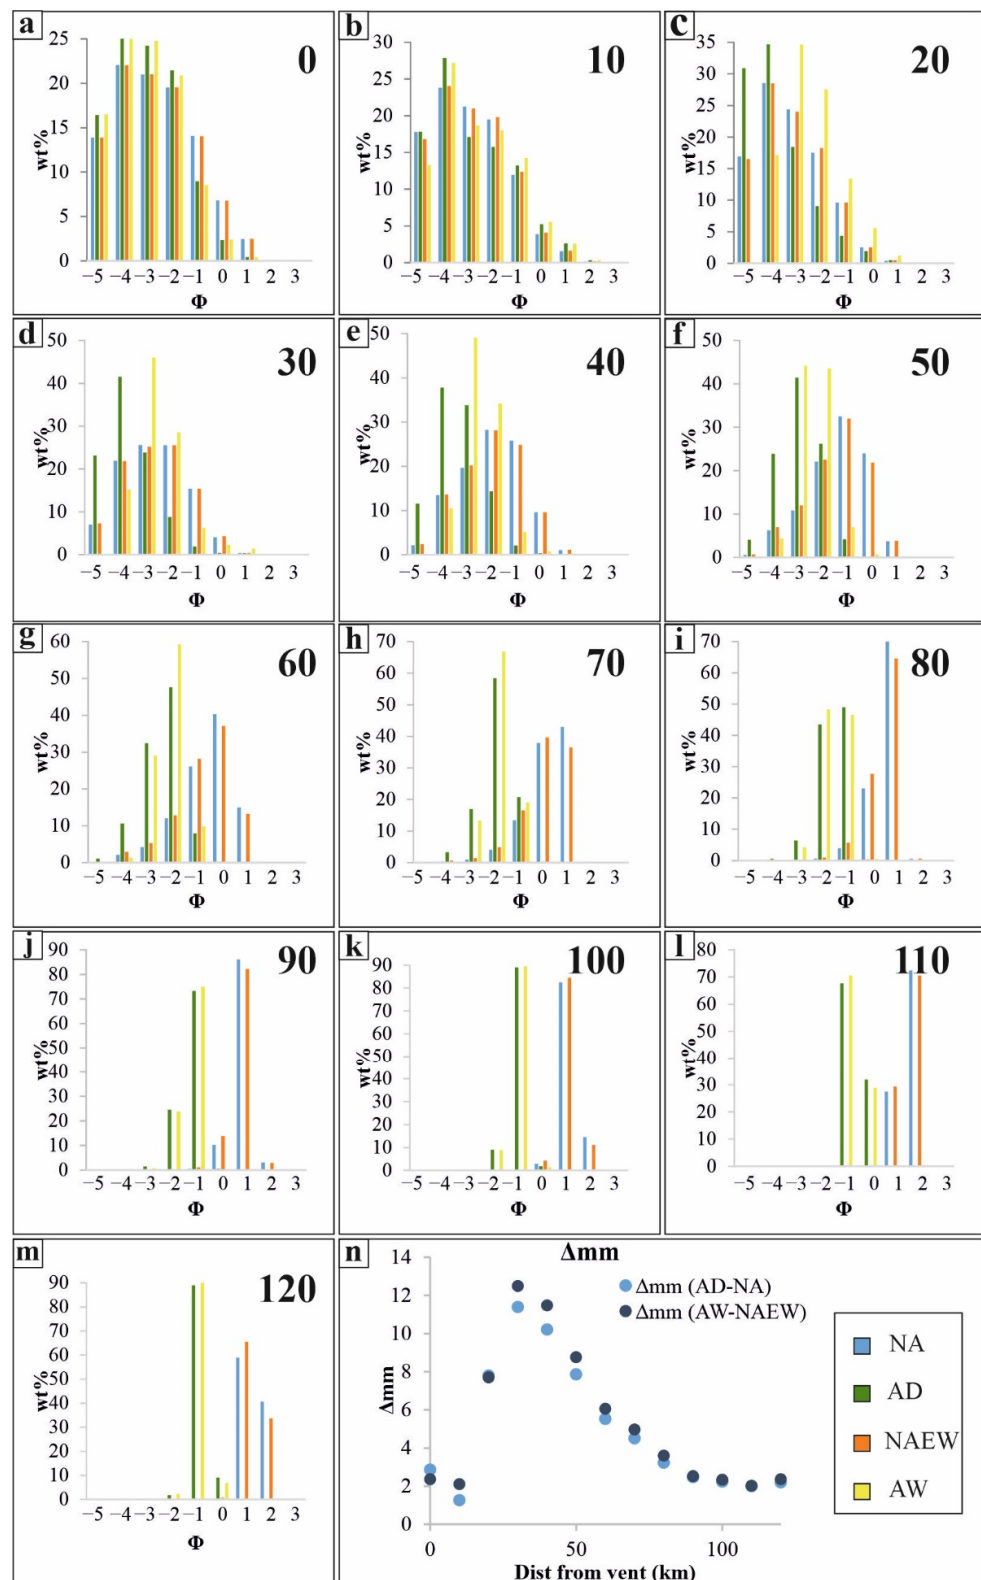 a
0
25
20
15
10
5
0
wt%
−5 −4 −3 −2 −1 0 1 2 3
Φ
b
10
30
25
20
15
10
5
0
wt%
−5 −4 −3 −2 −1 0 1 2 3
Φ
c
20
35
30
25
20
15
10
5
0
wt%
−5 −4 −3 −2 −1 0 1 2 3
Φ
d
30
50
40
30
20
10
0
wt%
−5 −4 −3 −2 −1 0 1 2 3
Φ
e
40
50
40
30
20
10
0
wt%
−5 −4 −3 −2 −1 0 1 2 3
Φ
f
50
50
40
30
20
10
0
wt%
−5 −4 −3 −2 −1 0 1 2 3
Φ
g
60
60
50
40
30
20
10
0
wt%
−5 −4 −3 −2 −1 0 1 2 3
Φ
h
70
70
60
50
40
30
20
10
0
wt%
−5 −4 −3 −2 −1 0 1 2 3
Φ
i
80
70
60
50
40
30
20
10
0
wt%
−5 −4 −3 −2 −1 0 1 2 3
Φ
j
90
90
80
70
60
50
40
30
20
10
0
wt%
−5 −4 −3 −2 −1 0 1 2 3
Φ
k
100
90
80
70
60
50
40
30
20
10
0
wt%
−5 −4 −3 −2 −1 0 1 2 3
Φ
l
110
80
70
60
50
40
30
20
10
0
wt%
−5 −4 −3 −2 −1 0 1 2 3
Φ
m
120
90
80
70
60
50
40
30
20
10
0
wt%
−5 −4 −3 −2 −1 0 1 2 3
Φ
n
Δmm
14
12
10
8
6
4
2
0
Δmm
Δmm (AD-NA)
Δmm (AW-NAEW)
0 50 100
Dist from vent (km)
NA
AD
NAEW
AW